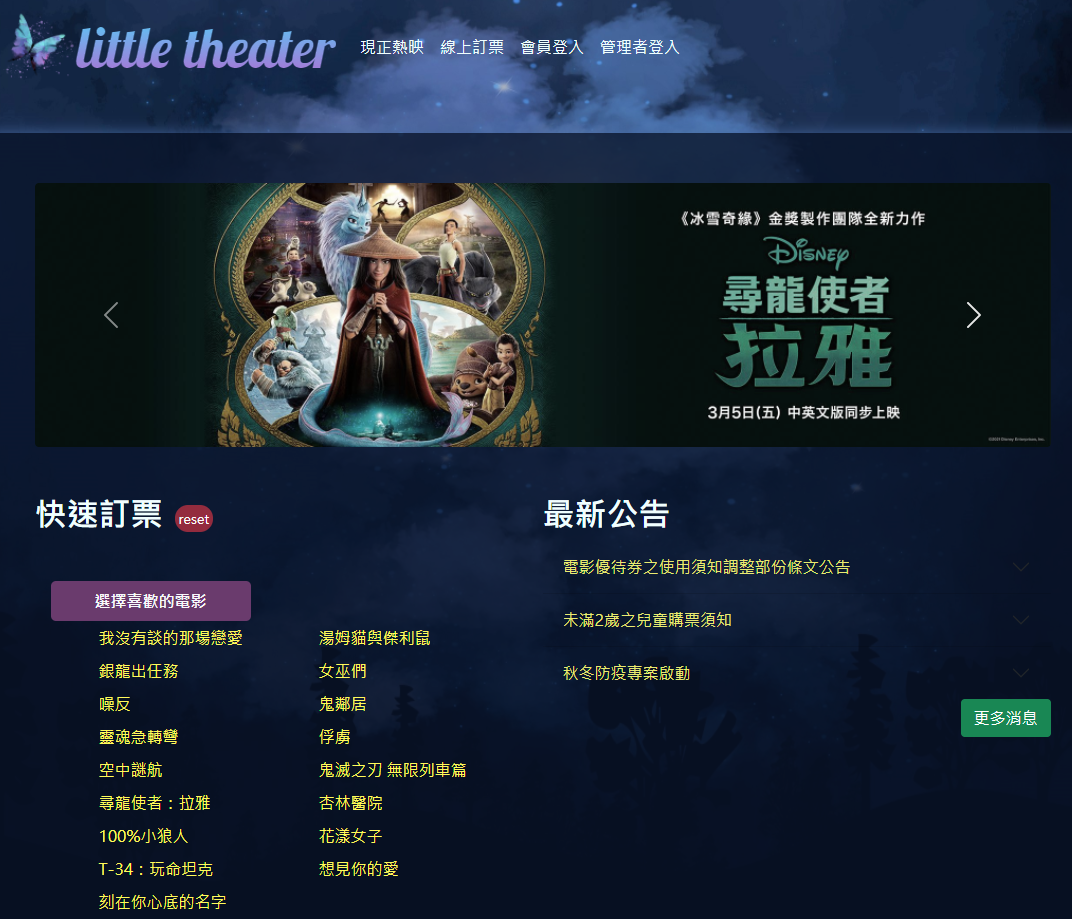 little theater
現正熱映 線上訂票 會員登入 管理者登入
《冰雪奇緣》金獎製作團隊全新力作
Disney
尋龍使者
拉雅
3月5日(五) 中英文版同步上映
快速訂票 reset
選擇喜歡的電影
我沒有談的那場戀愛 湯姆貓與傑利鼠
銀龍出任務 女巫們
噪反 鬼鄰居
靈魂急轉彎 俘虜
空中謎航 鬼滅之刃 無限列車篇
尋龍使者：拉雅 杏林醫院
100%小狼人 花漾女子
T-34：玩命坦克 想見你的愛
刻在你心底的名字
最新公告
電影優待券之使用須知調整部份條文公告
未滿2歲之兒童購票須知
秋冬防疫專案啟動
更多消息